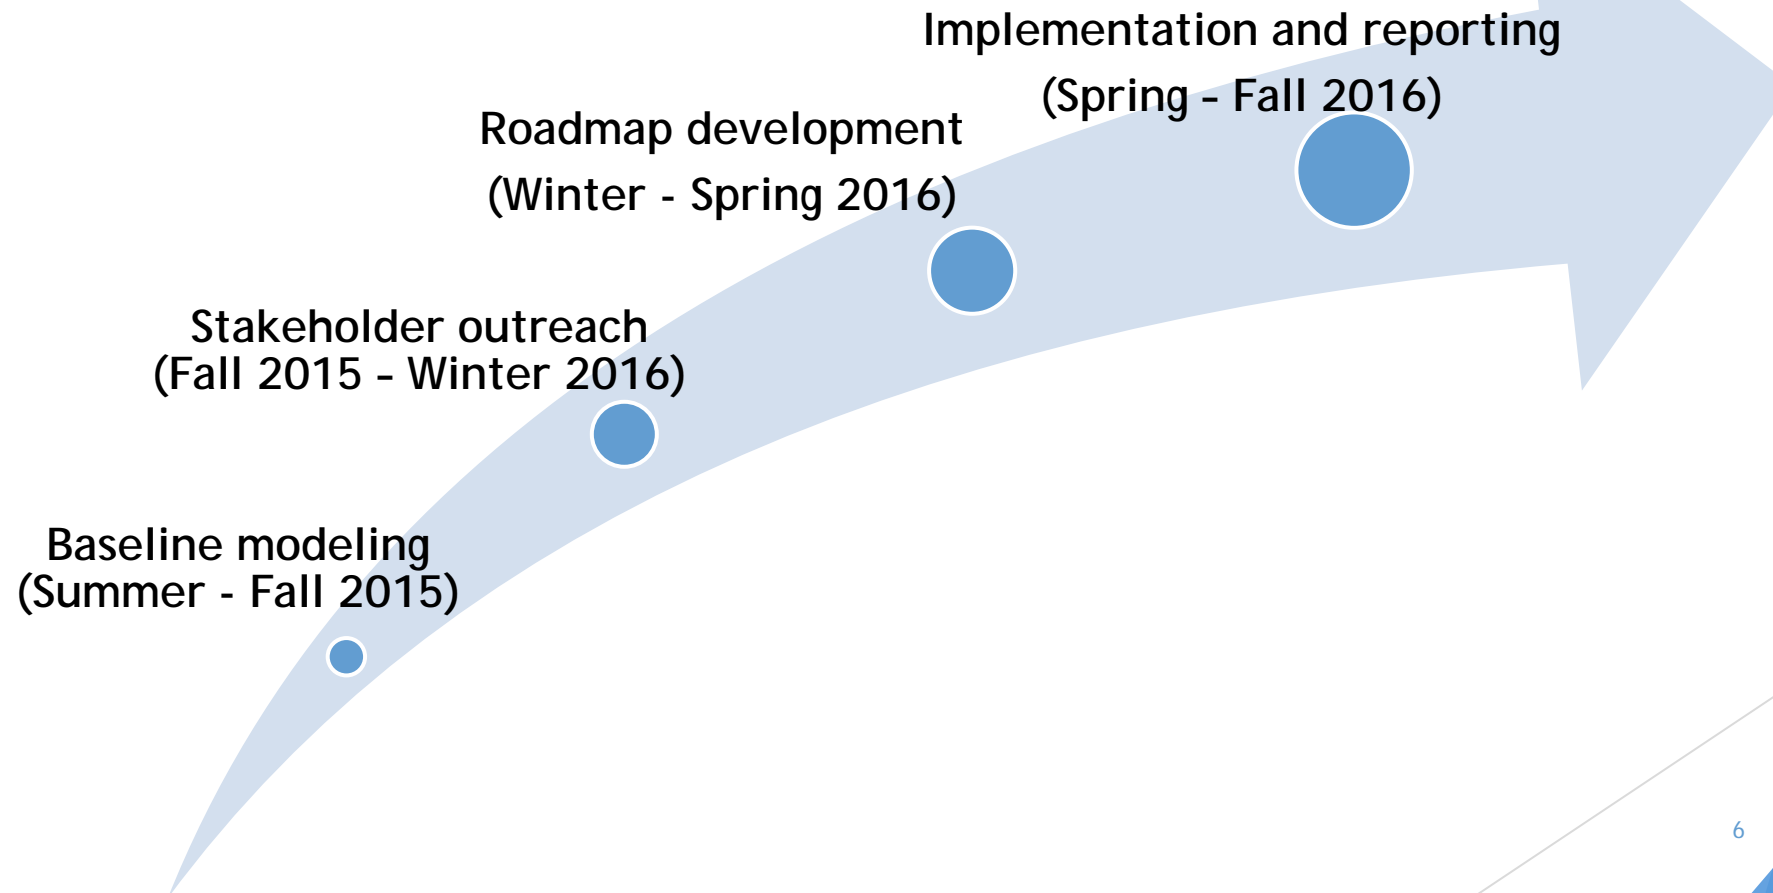 Implementation and reporting
(Spring – Fall 2016)
Roadmap development
(Winter - Spring 2016)
Stakeholder outreach
(Fall 2015 – Winter 2016)
Baseline modeling
(Summer - Fall 2015)
6